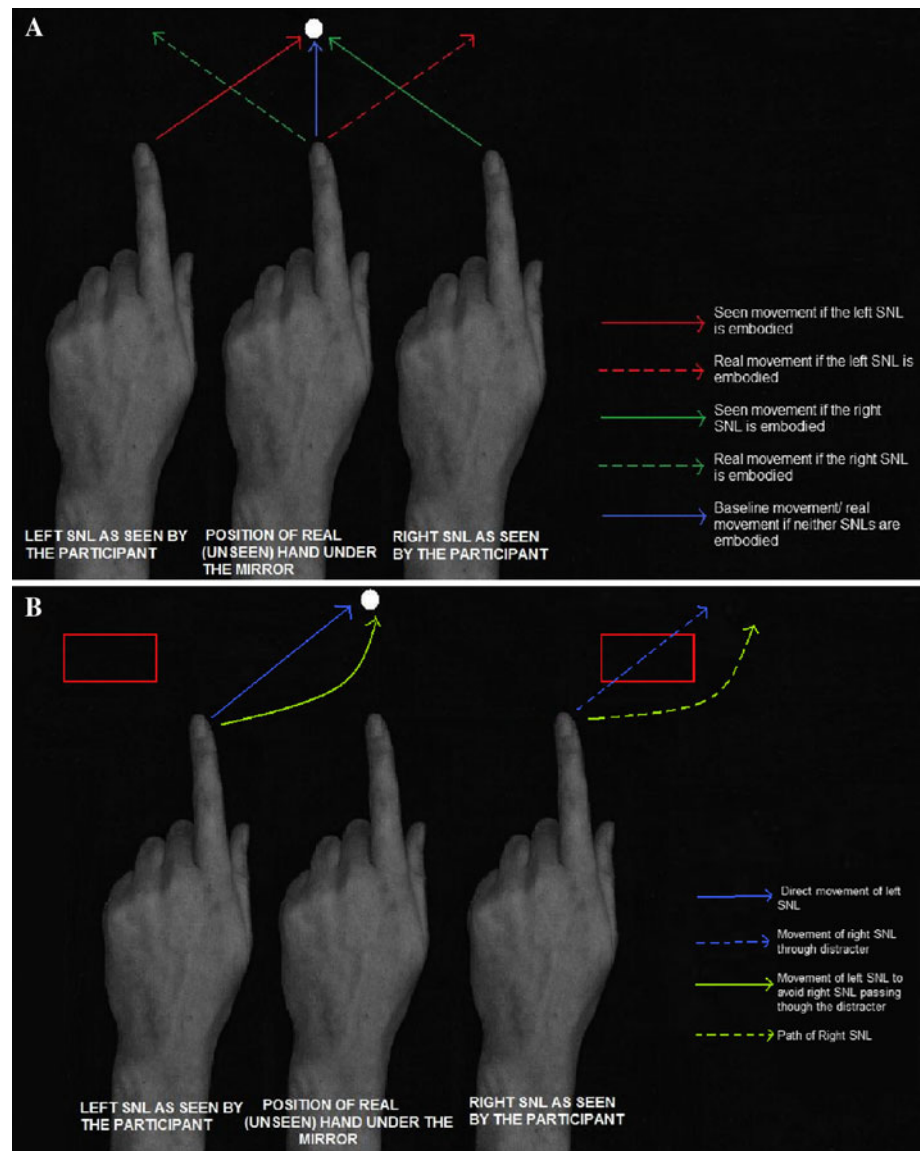 A
Seen movement if the left SNL
is embodied
Real movement if the left SNL is
embodied
Seen movement if the right
SNL is embodied
Real movement if the right SNL
is embodied
Baseline movement/ real
movement if neither SNLs are
embodied
LEFT SNL AS SEEN BY
THE PARTICIPANT
POSITION OF REAL
(UNSEEN) HAND UNDER
THE MIRROR
RIGHT SNL AS SEEN
BY THE PARTICIPANT
B
Direct movement of left
SNL
Movement of right SNL
through distracter
Movement of left SNL to
avoid right SNL passing
though the distracter
Path of Right SNL
LEFT SNL AS SEEN BY
THE PARTICIPANT
POSITION OF REAL
(UNSEEN) HAND UNDER THE
MIRROR
RIGHT SNL AS SEEN
BY THE PARTICIPANT